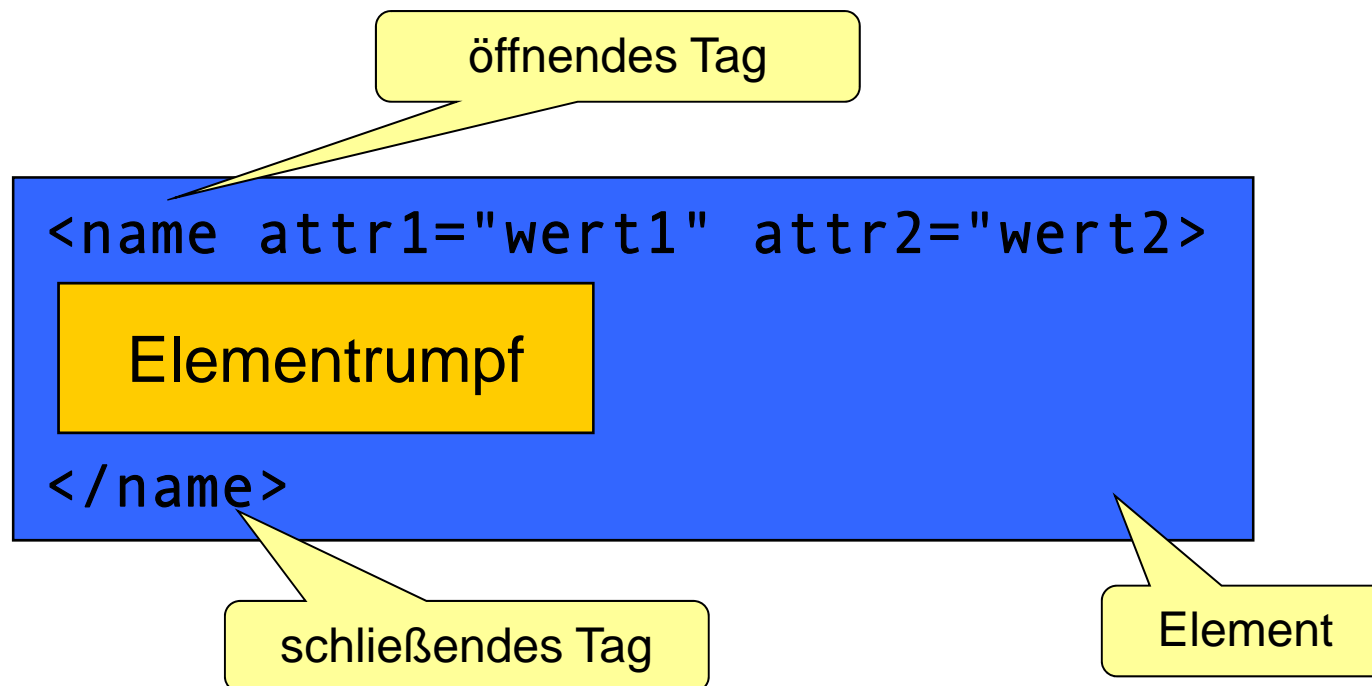 öffnendes Tag
<name attr1="wert1" attr2="wert2>
Elementrumpf
</name>
schließendes Tag
Element